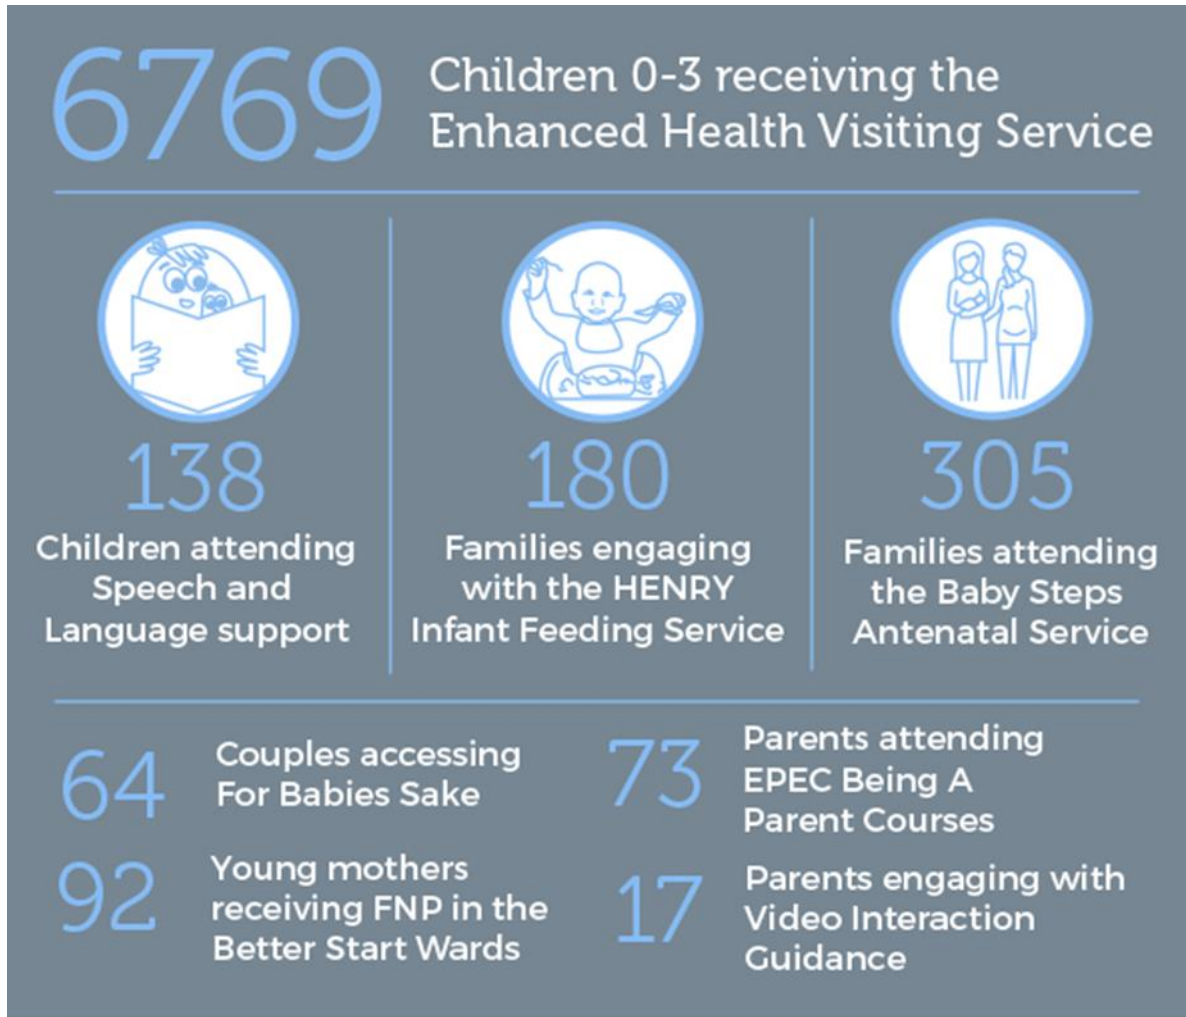 6769
Children 0-3 receiving the
Enhanced Health Visiting Service
138
Children attending
Speech and
Language support
180
Families engaging
with the HENRY
Infant Feeding Service
305
Families attending
the Baby Steps
Antenatal Service
64
Couples accessing
For Babies Sake
73
Parents attending
EPEC Being A
Parent Courses
92
Young mothers
receiving FNP in the
Better Start Wards
17
Parents engaging with
Video Interaction
Guidance